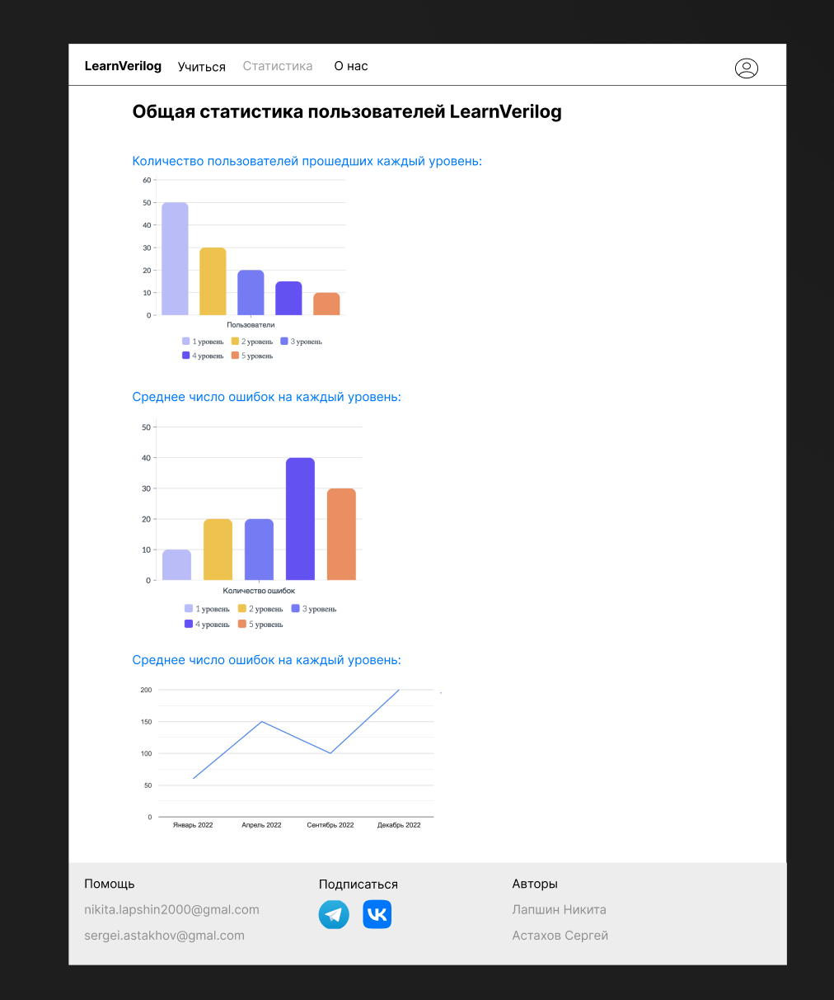 LearnVerilog Учиться Статистика О нас
Общая статистика пользователей LearnVerilog
Количество пользователей прошедших каждый уровень:
60
50
40
30
20
10
0
Пользователи
1 уровень 2 уровень 3 уровень
4 уровень 5 уровень
Среднее число ошибок на каждый уровень:
50
40
30
20
10
0
Количество ошибок
1 уровень 2 уровень 3 уровень
4 уровень 5 уровень
Среднее число ошибок на каждый уровень:
200
150
100
50
0
Январь 2022 Апрель 2022 Сентябрь 2022 Декабрь 2022
Помощь Подписаться Авторы
nikita.lapshin2000@gmal.com Лапшин Никита
sergei.astakhov@gmal.com Астахов Сергей